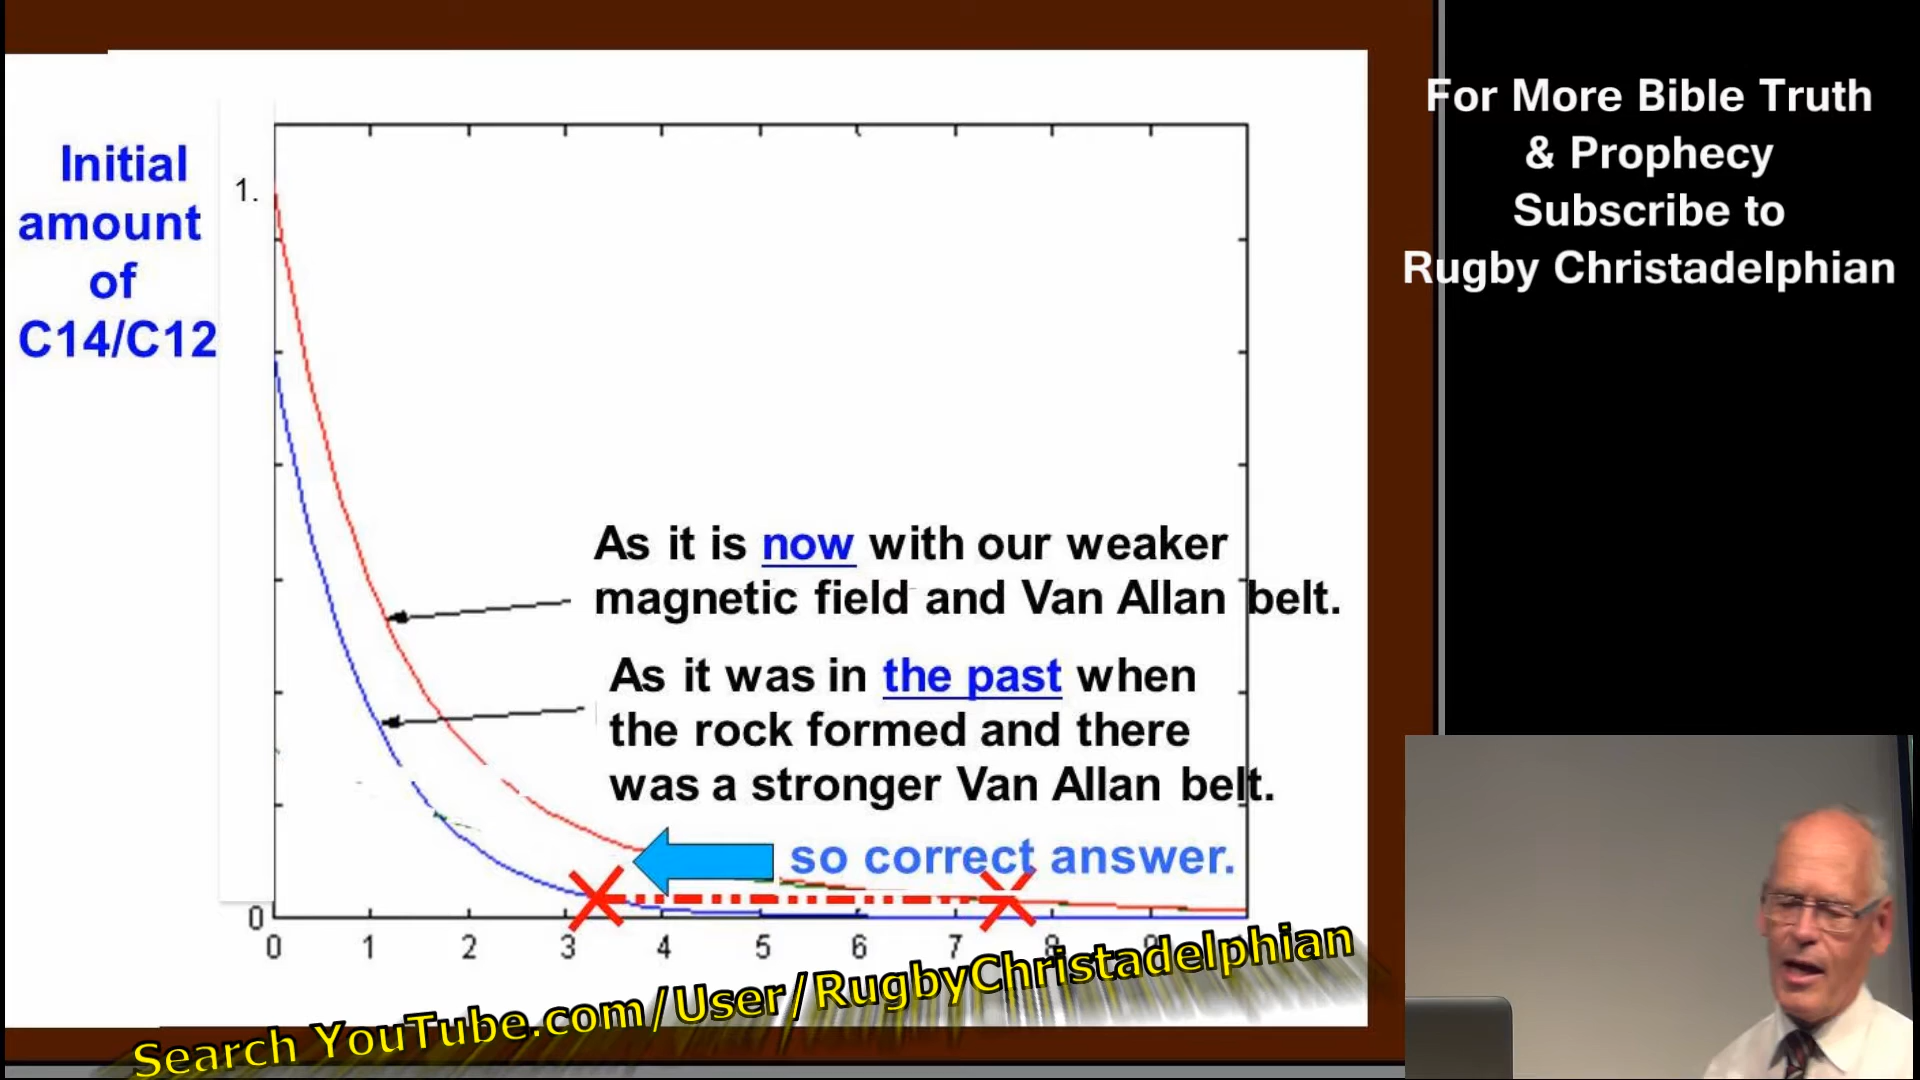 Initial
amount
of
C14/C12
1.
As it is now with our weaker
magnetic field and Van Allan belt.
As it was in the past when
the rock formed and there
was a stronger Van Allan belt.
so correct answer.
0
0 1 2 3 4 5 6 7 8 9
Search YouTube.com/User/RugbyChristadelphian
For More Bible Truth
& Prophecy
Subscribe to
Rugby Christadelphian